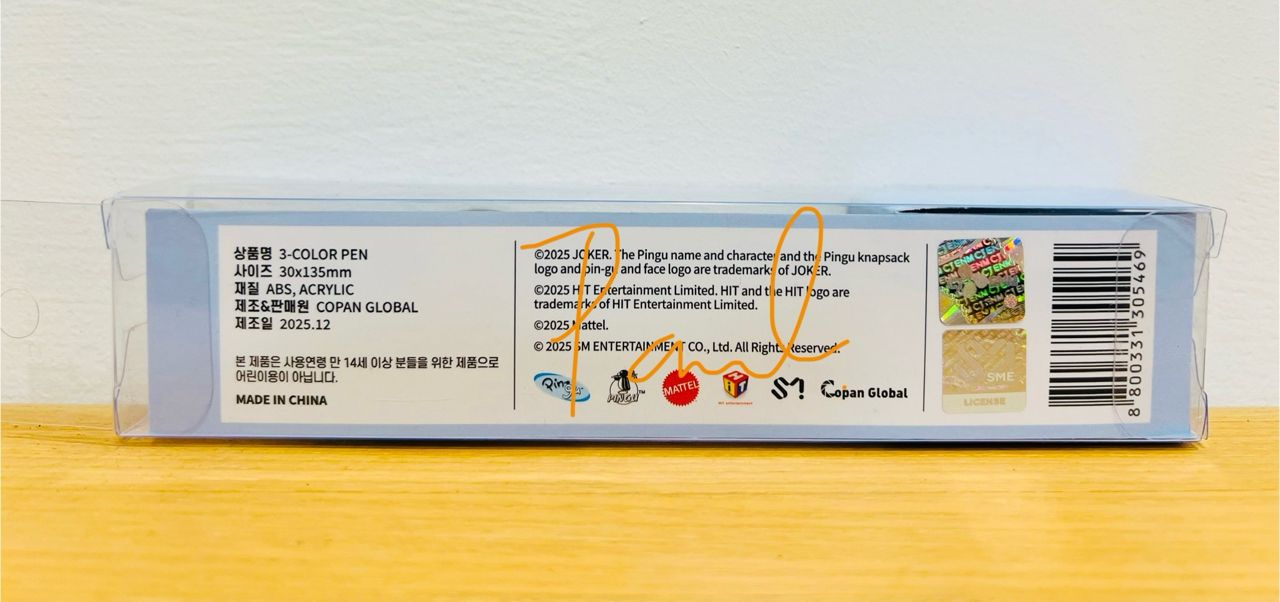 상품명 3-COLOR PEN
사이즈 30x135mm
재질 ABS, ACRYLIC
제조&판매원 COPAN GLOBAL
제조일 2025.12
본 제품은 사용연령 만 14세 이상 분들을 위한 제품으로
어린이용이 아닙니다.
MADE IN CHINA
©2025 JOKER. The Pingu name and character and the Pingu knapsack
logo and pin-gu and face logo are trademarks of JOKER.
©2025 HIT Entertainment Limited. HIT and the HIT logo are
trademarks of HIT Entertainment Limited.
©2025 Mattel.
© 2025 SM ENTERTAINMENT CO., Ltd. All Rights Reserved.
PINGU™
MATTEL
HIT
HIT entertainment
SM
Copan Global
Paul
CTENM
SME
LICENSE
8 800331 305469